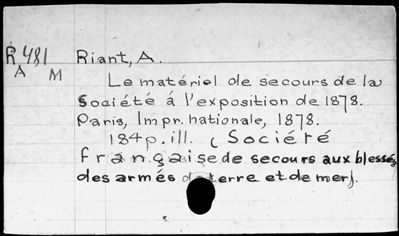 R 481 Riant, A.
A M
Le matériel de secours de la
Société á l'exposition de 1878.
Paris, Impr. nationale, 1878.
184p. ill. (Société
française de secours aux blessés
des armés de terre et de mer).